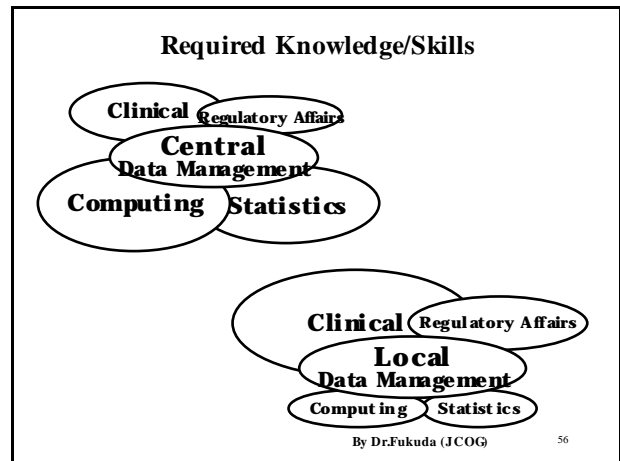 Required Knowledge/Skills
Clinical
Regulatory Affairs
Central
Data Management
Computing
Statistics
Clinical
Regulatory Affairs
Local
Data Management
Computing
Statistics
By Dr.Fukuda (JCOG)
56